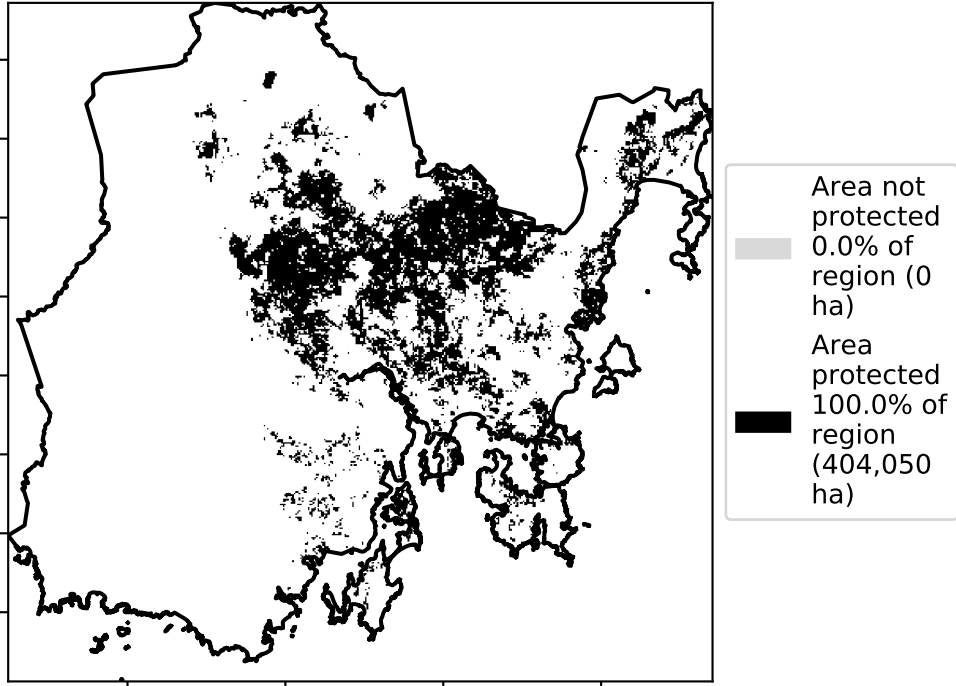 Area not
protected
0.0% of
region (0
ha)
Area
protected
100.0% of
region
(404,050
ha)